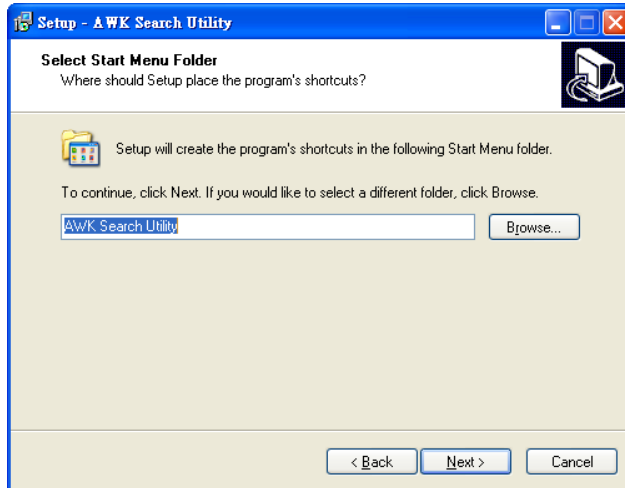 Setup - AWK Search Utility
Select Start Menu Folder
Where should Setup place the program's shortcuts?
Setup will create the program's shortcuts in the following Start Menu folder.
To continue, click Next. If you would like to select a different folder, click Browse.
AWK Search Utility
Browse...
< Back
Next >
Cancel